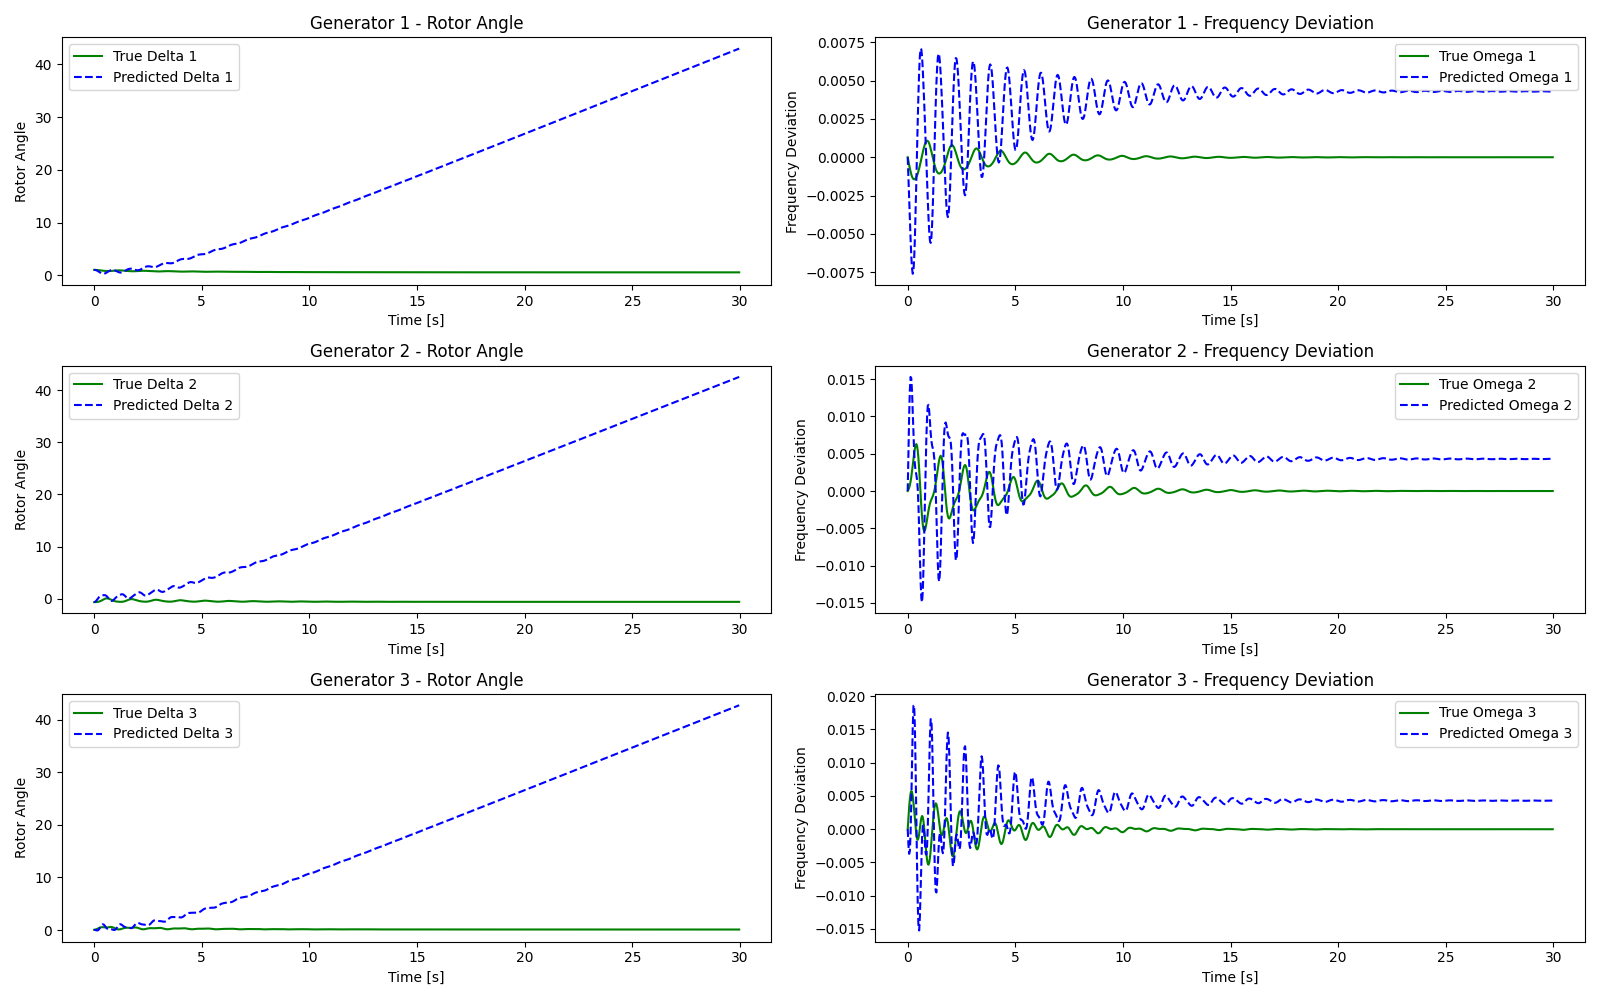 Generator 1 - Rotor Angle
True Delta 1
Predicted Delta 1
Rotor Angle
40
30
20
10
0
0 5 10 15 20 25 30
Time [s]
Generator 1 - Frequency Deviation
True Omega 1
Predicted Omega 1
Frequency Deviation
0.0075
0.0050
0.0025
0.0000
−0.0025
−0.0050
−0.0075
0 5 10 15 20 25 30
Time [s]
Generator 2 - Rotor Angle
True Delta 2
Predicted Delta 2
Rotor Angle
40
30
20
10
0
0 5 10 15 20 25 30
Time [s]
Generator 2 - Frequency Deviation
True Omega 2
Predicted Omega 2
Frequency Deviation
0.015
0.010
0.005
0.000
−0.005
−0.010
−0.015
0 5 10 15 20 25 30
Time [s]
Generator 3 - Rotor Angle
True Delta 3
Predicted Delta 3
Rotor Angle
40
30
20
10
0
0 5 10 15 20 25 30
Time [s]
Generator 3 - Frequency Deviation
True Omega 3
Predicted Omega 3
Frequency Deviation
0.020
0.015
0.010
0.005
0.000
−0.005
−0.010
−0.015
0 5 10 15 20 25 30
Time [s]